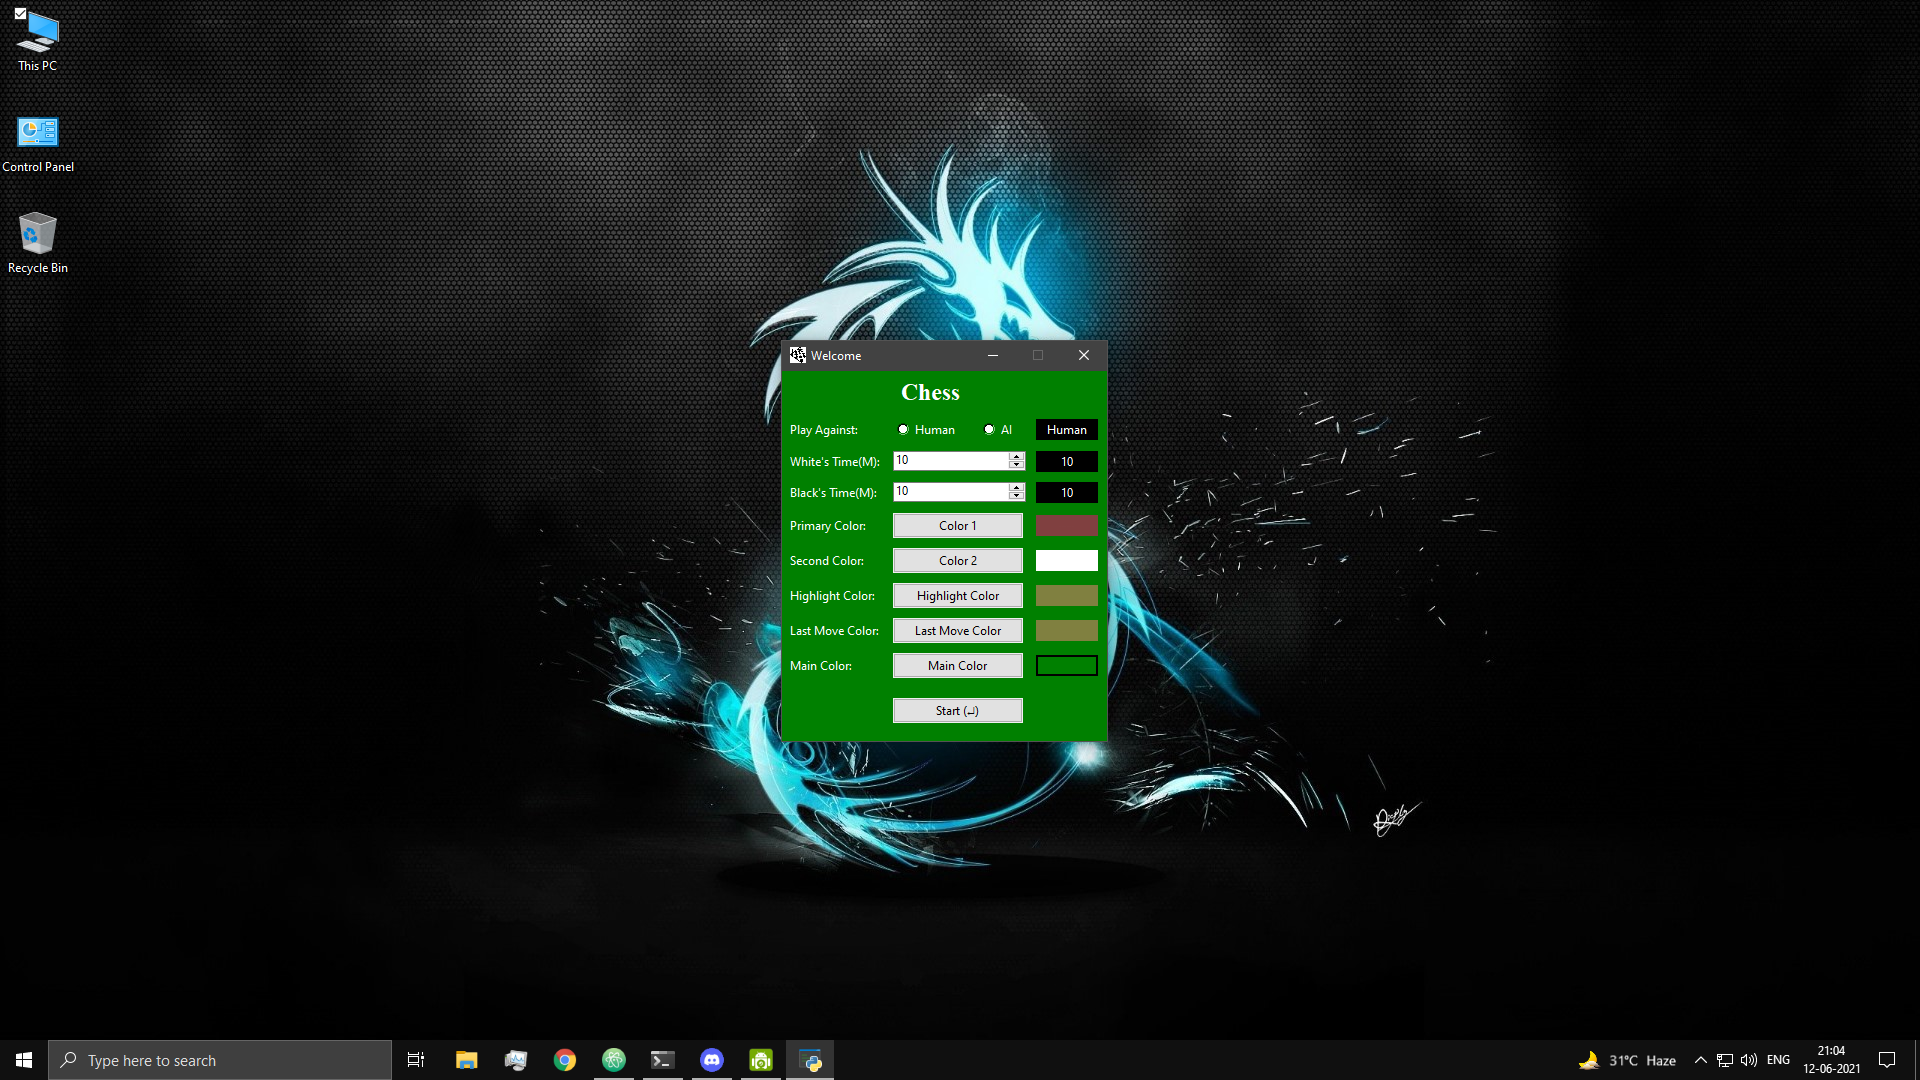 This PC
Control Panel
Recycle Bin
Welcome
Chess
Play Against: Human AI Human
White's Time(M): 10 10
Black's Time(M): 10 10
Primary Color: Color 1
Second Color: Color 2
Highlight Color: Highlight Color
Last Move Color: Last Move Color
Main Color: Main Color
Start (↵)
Type here to search
31°C Haze
ENG
21:04
12-06-2021